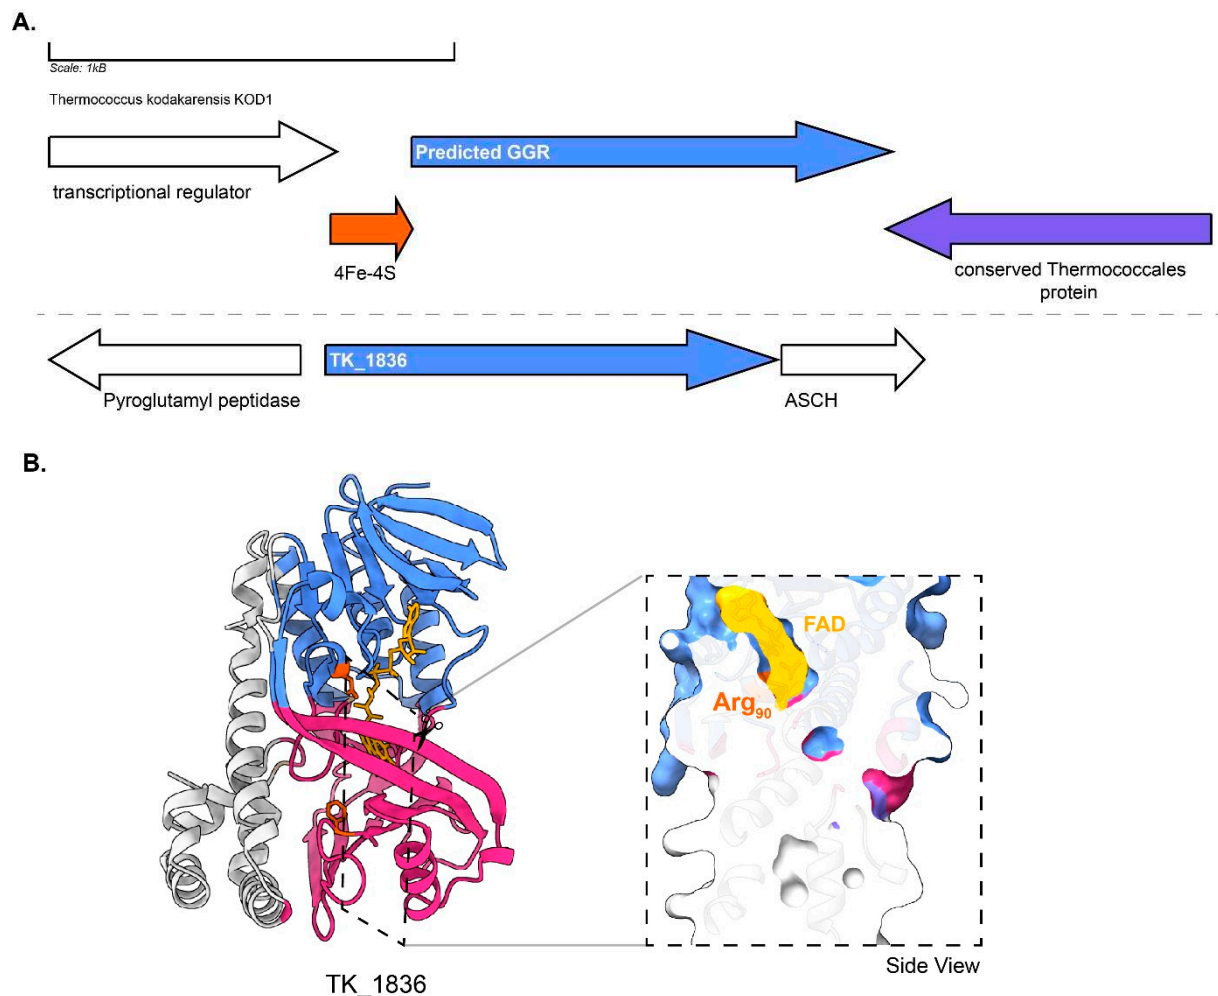 A.
Scale: 1kB
Thermococcus kodakarensis KOD1
Predicted GGR
transcriptional regulator
4Fe-4S
conserved Thermococcales
protein
TK_1836
Pyroglutamyl peptidase
ASCH
B.
FAD
Arg90
Side View
TK_1836